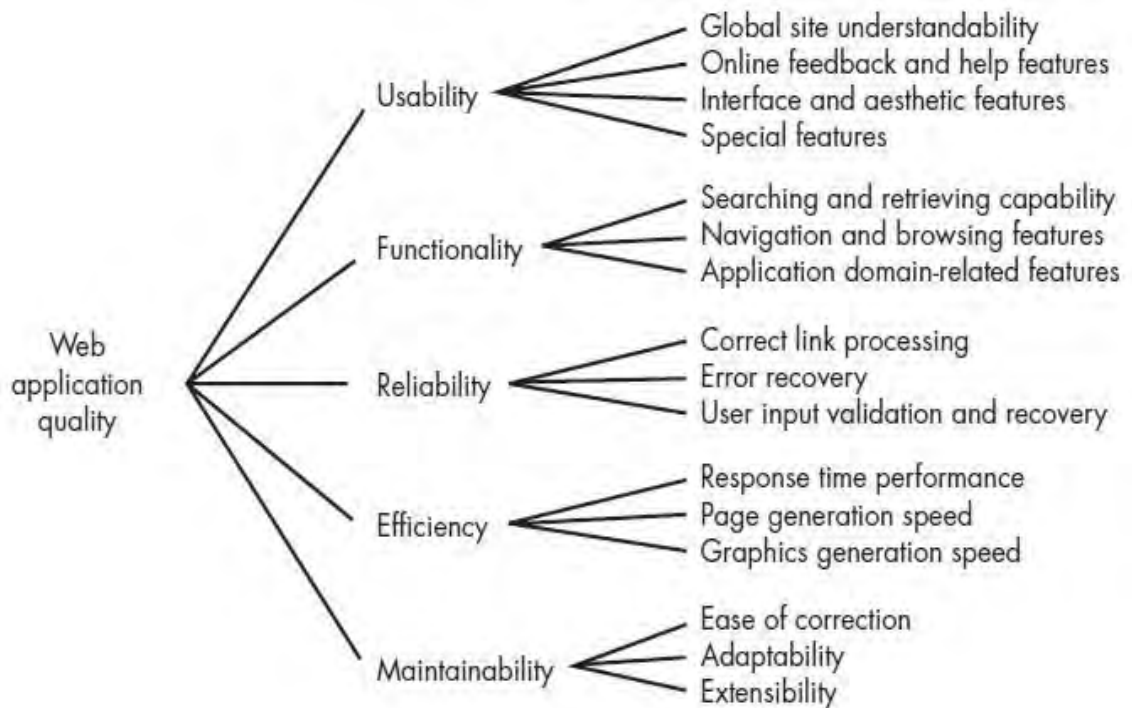 Global site understandability
Online feedback and help features
Usability
Interface and aesthetic features
Special features
Searching and retrieving capability
Navigation and browsing features
Functionality
Application domain-related features
Web
application
quality
Correct link processing
Reliability
Error recovery
User input validation and recovery
Response time performance
Efficiency
Page generation speed
Graphics generation speed
Ease of correction
Maintainability
Adaptability
Extensibility